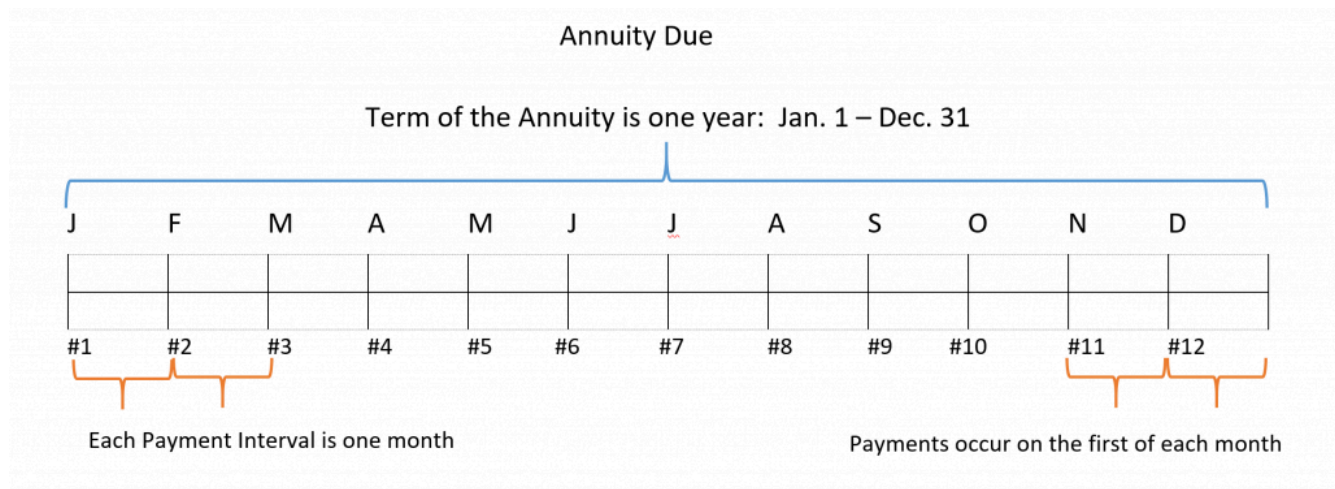 Annuity Due
Term of the Annuity is one year:  Jan. 1 – Dec. 31
J F M A M J J A S O N D
#1 #2 #3 #4 #5 #6 #7 #8 #9 #10 #11 #12
Each Payment Interval is one month
Payments occur on the first of each month